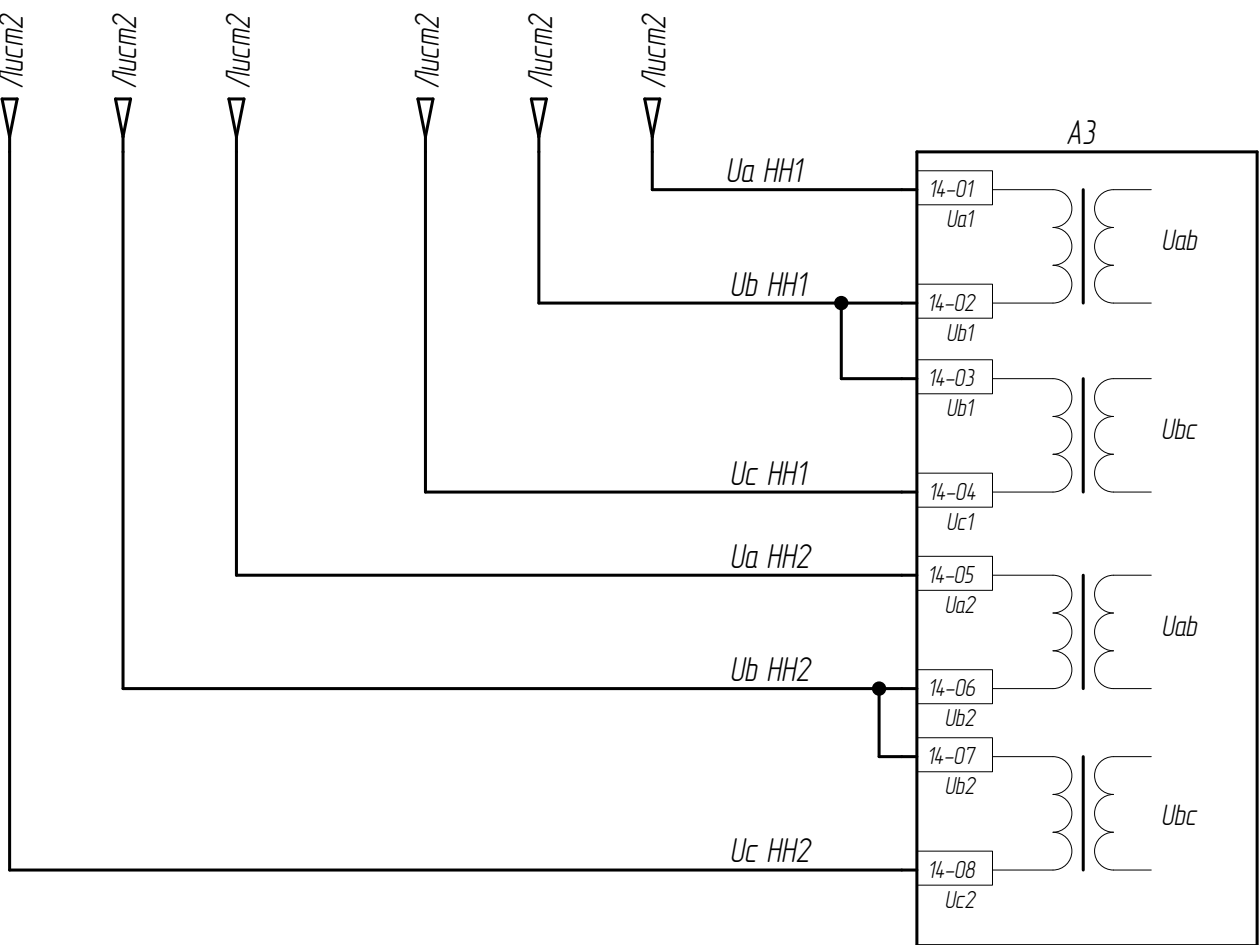 Лист2
Лист2
Лист2
Лист2
Лист2
Лист2
А3
Ua НН1
14-01
Ua1
Uab
Ub НН1
14-02
Ub1
14-03
Ub1
Ubc
Uc НН1
14-04
Uc1
Ua НН2
14-05
Ua2
Uab
Ub НН2
14-06
Ub2
14-07
Ub2
Ubc
Uc НН2
14-08
Uc2